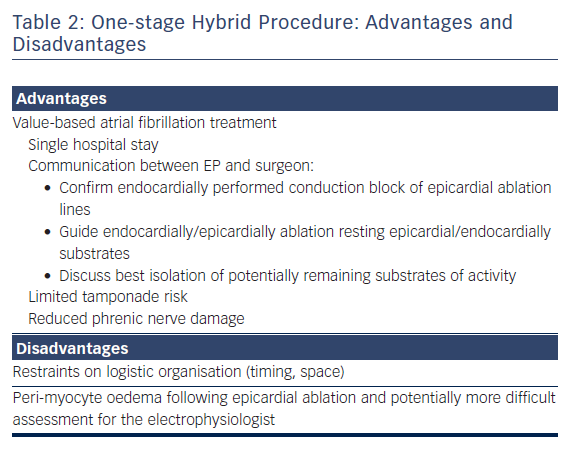 Table 2: One-stage Hybrid Procedure: Advantages and
Disadvantages
Advantages
Value-based atrial fibrillation treatment
Single hospital stay
Communication between EP and surgeon:
• Confirm endocardially performed conduction block of epicardial ablation
lines
• Guide endocardially/epicardially ablation resting epicardial/endocardially
substrates
• Discuss best isolation of potentially remaining substrates of activity
Limited tamponade risk
Reduced phrenic nerve damage
Disadvantages
Restraints on logistic organisation (timing, space)
Peri-myocyte oedema following epicardial ablation and potentially more difficult
assessment for the electrophysiologist